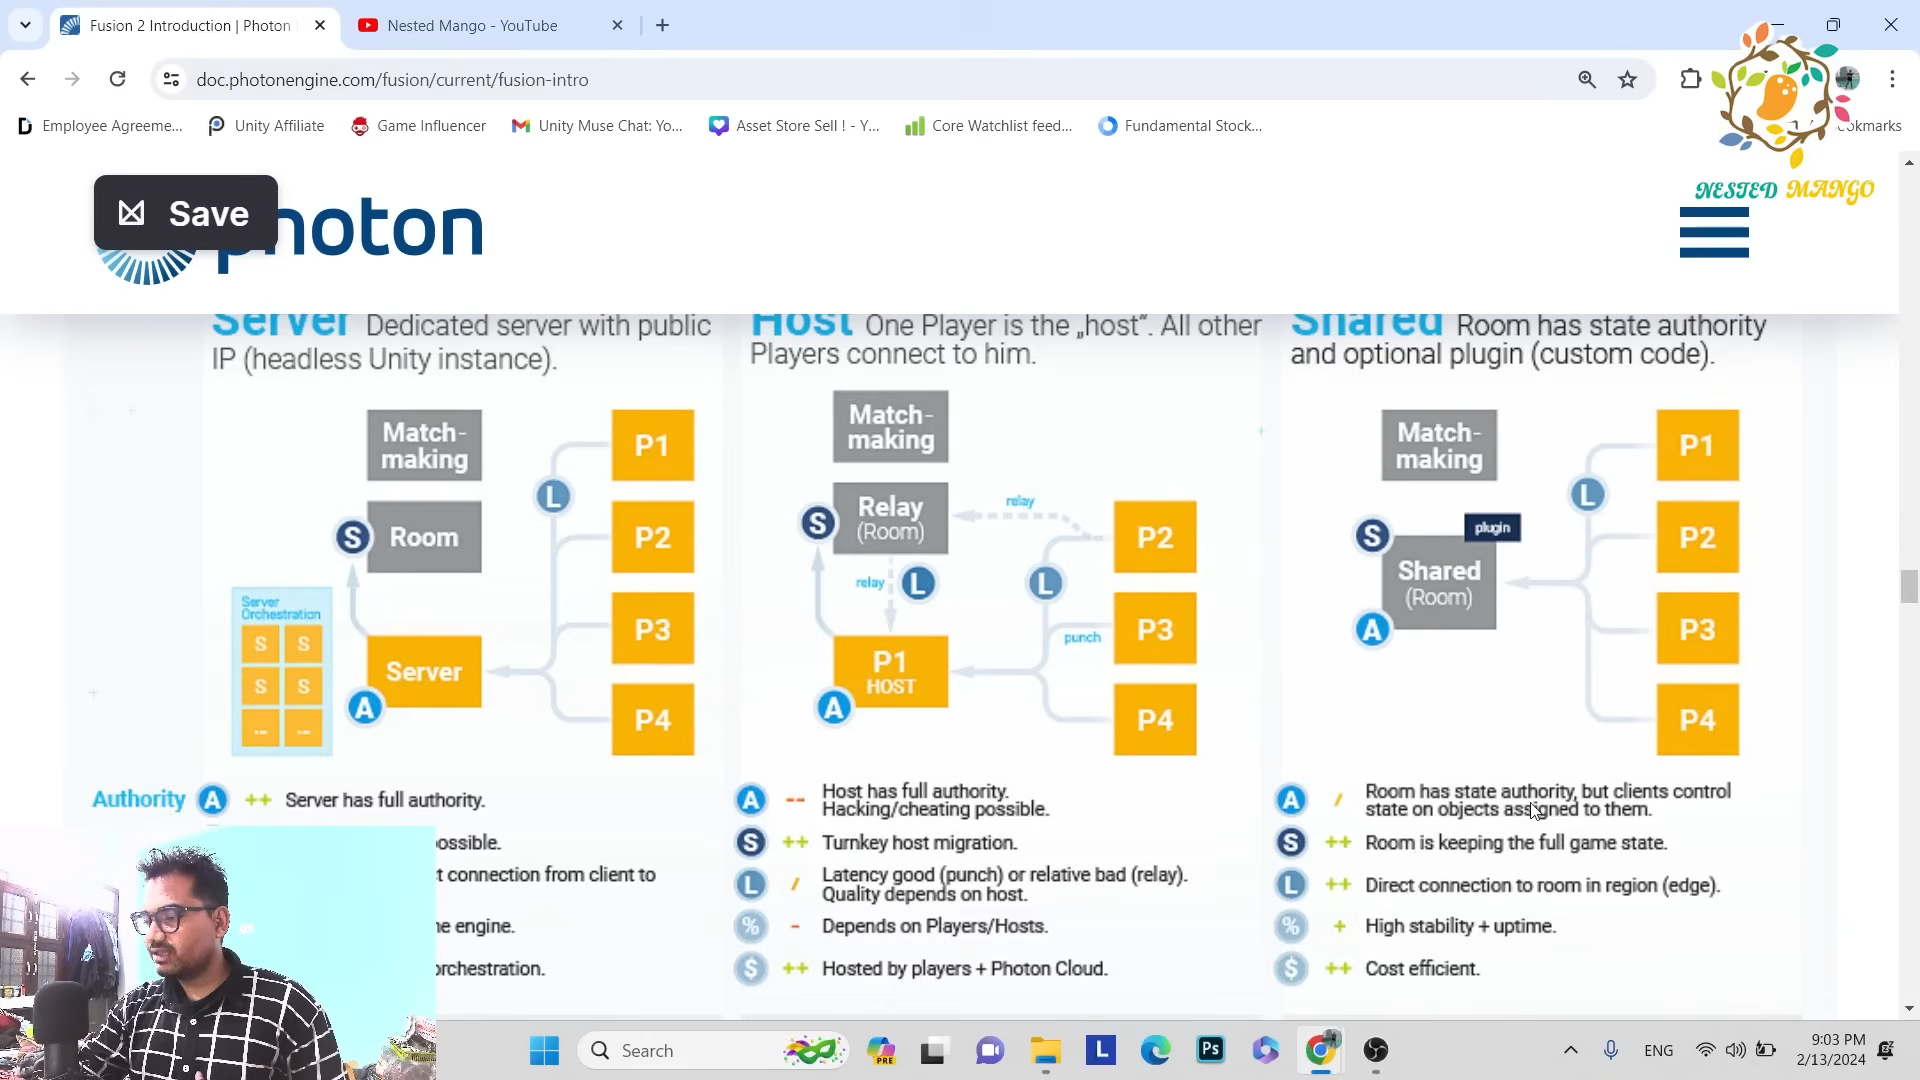 Fusion 2 Introduction | Photon
Nested Mango - YouTube
doc.photonengine.com/fusion/current/fusion-intro
Employee Agreeme...
Unity Affiliate
Game Influencer
Unity Muse Chat: Yo...
Asset Store Sell ! - Y...
Core Watchlist feed...
Fundamental Stock...
NESTED MANGO
Save
photon
Server Dedicated server with public
IP (headless Unity instance).
Match-
making
Room
S
Server
Orchestration
S S
S S
... ...
Server
A
L
P1
P2
P3
P4
Host One Player is the „host“. All other
Players connect to him.
Match-
making
Relay
(Room)
S
relay
relay
L
L
punch
P1
HOST
A
P2
P3
P4
Shared Room has state authority
and optional plugin (custom code).
Match-
making
plugin
S
Shared
(Room)
A
L
P1
P2
P3
P4
Authority A ++ Server has full authority.
ossible.
t connection from client to
e engine.
orchestration.
A -- Host has full authority.
Hacking/cheating possible.
S ++ Turnkey host migration.
L / Latency good (punch) or relative bad (relay).
Quality depends on host.
% - Depends on Players/Hosts.
$ ++ Hosted by players + Photon Cloud.
A / Room has state authority, but clients control
state on objects assigned to them.
S ++ Room is keeping the full game state.
L ++ Direct connection to room in region (edge).
% + High stability + uptime.
$ ++ Cost efficient.
Search
PRE
L
Ps
ENG
9:03 PM
2/13/2024